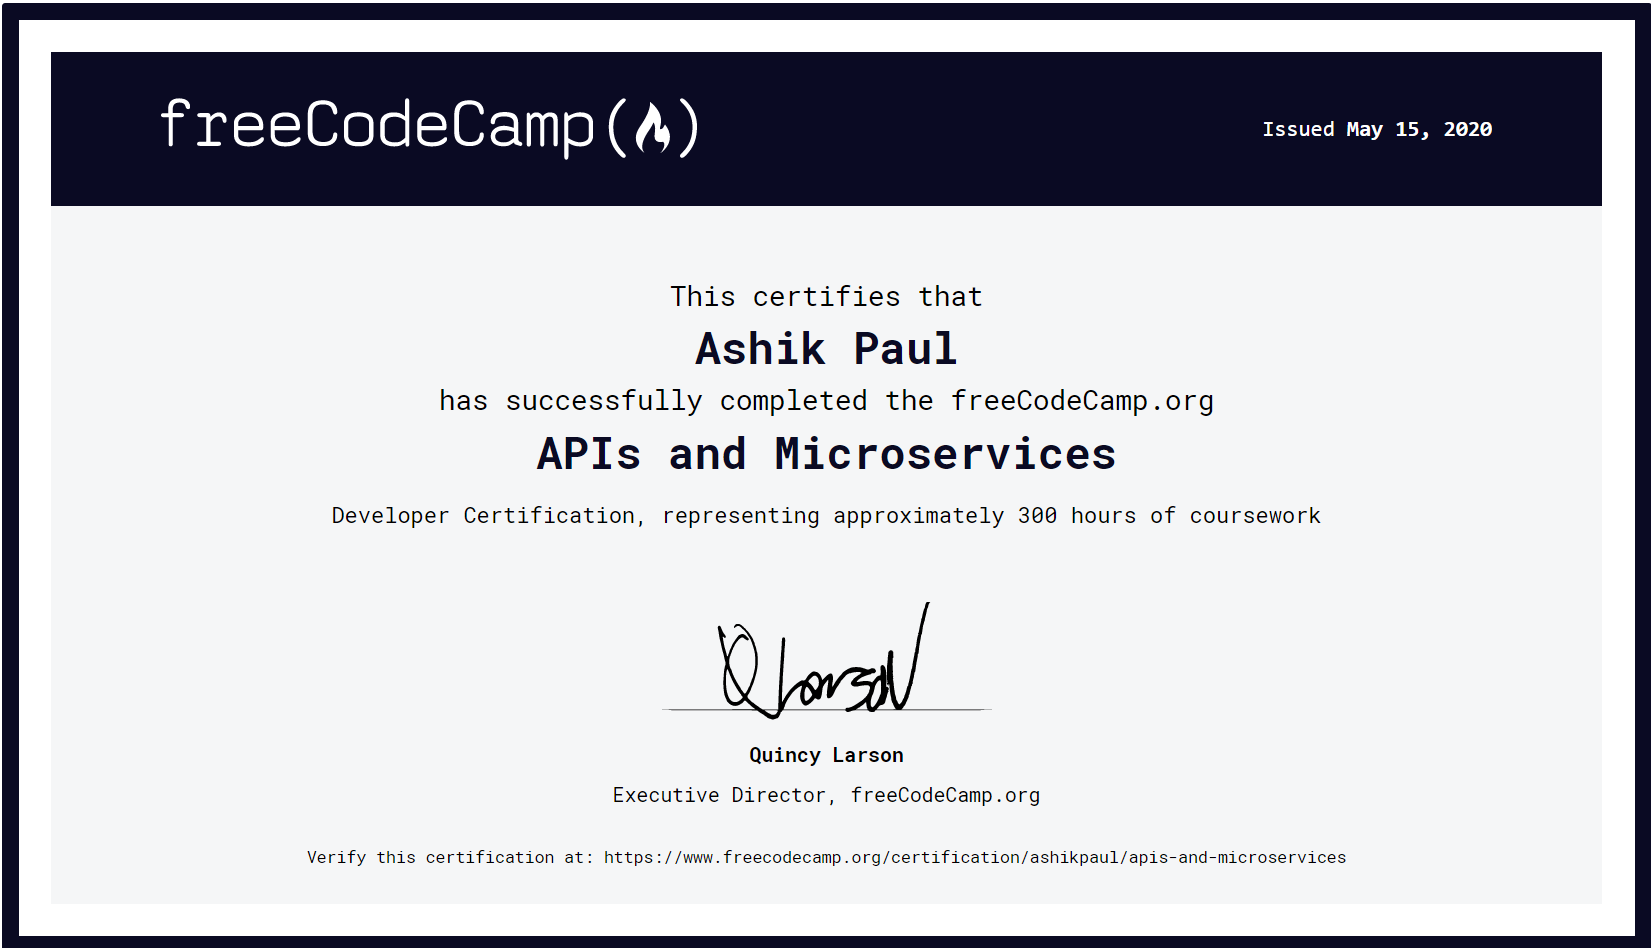 freeCodeCamp
Issued May 15, 2020
This certifies that
Ashik Paul
has successfully completed the freeCodeCamp.org
APIs and Microservices
Developer Certification, representing approximately 300 hours of coursework
Q Larson
Quincy Larson
Executive Director, freeCodeCamp.org
Verify this certification at: https://www.freecodecamp.org/certification/ashikpaul/apis-and-microservices